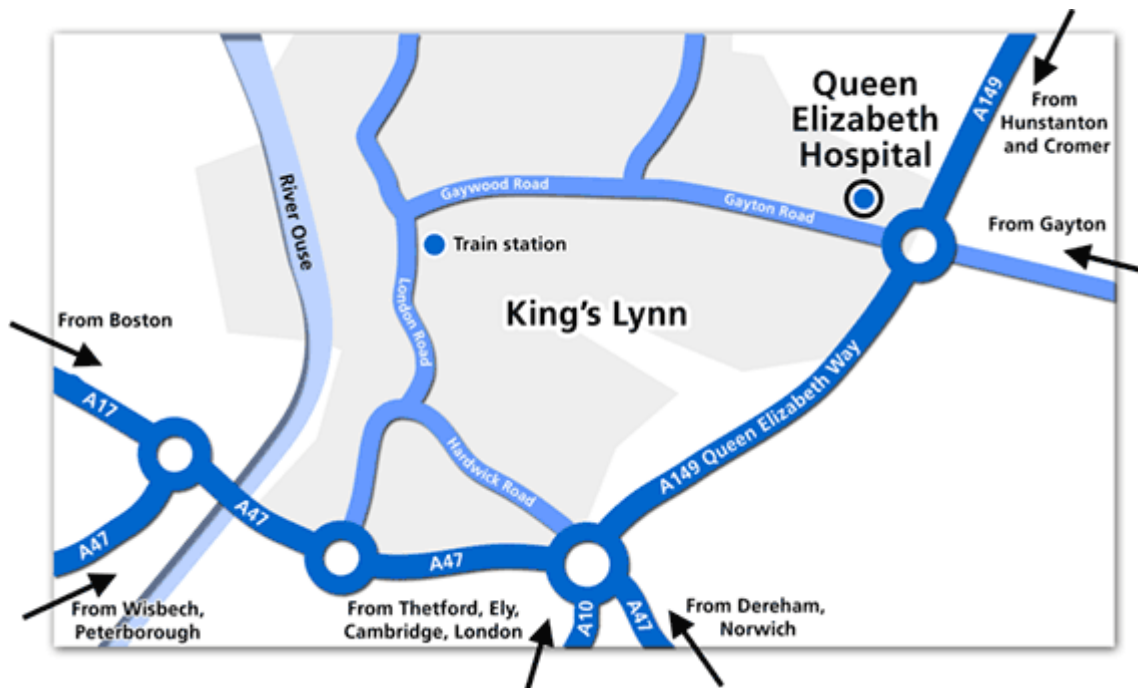 Queen
Elizabeth
Hospital
A149
From
Hunstanton
and Cromer
River Ouse
Gaywood Road
Gayton Road
From Gayton
Train station
London Road
King's Lynn
From Boston
A17
A149 Queen Elizabeth Way
Hardwick Road
A47
A47
A47
From Wisbech,
Peterborough
From Thetford, Ely,
Cambridge, London
A10
A47
From Dereham,
Norwich